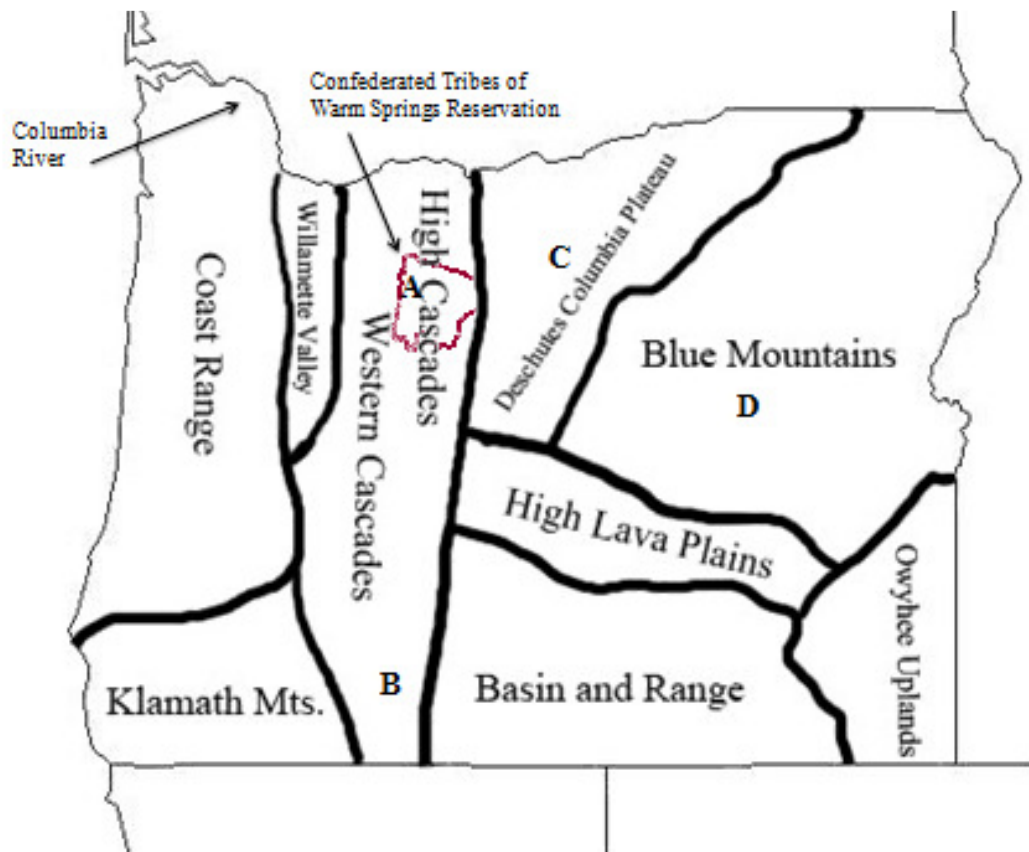 Confederated Tribes of
Warm Springs Reservation
Columbia
River
Coast Range
Willamette Valley
High Cascades
Western Cascades
A
C
Deschutes Columbia Plateau
Blue Mountains
D
High Lava Plains
Owyhee Uplands
Klamath Mts.
B
Basin and Range